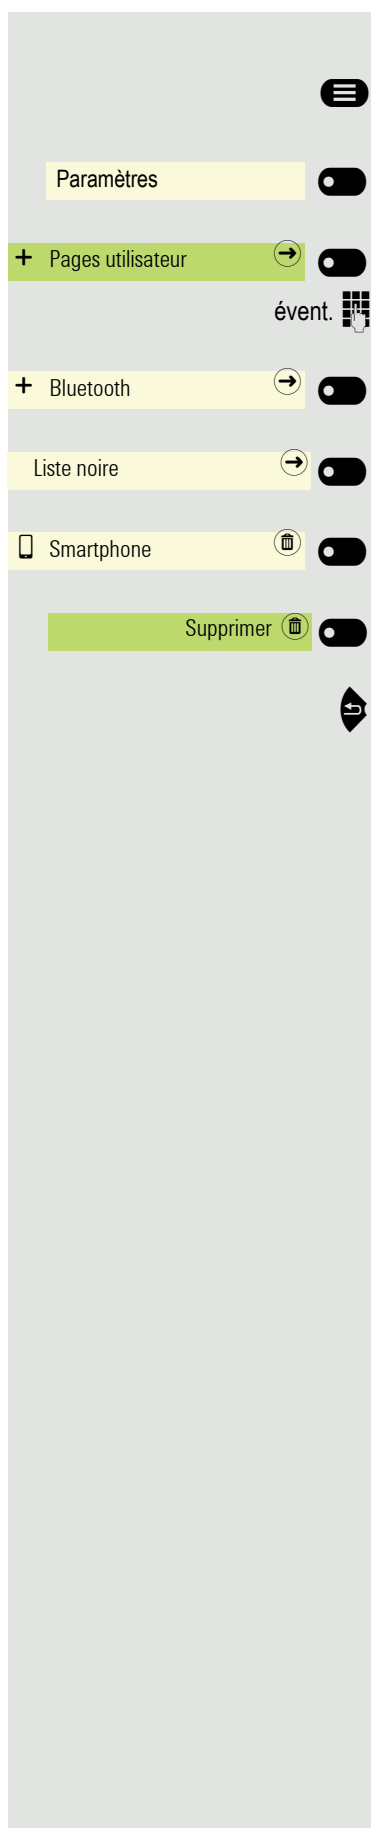 Paramètres
+ Pages utilisateur
évent.
+ Bluetooth
Liste noire
Smartphone
Supprimer